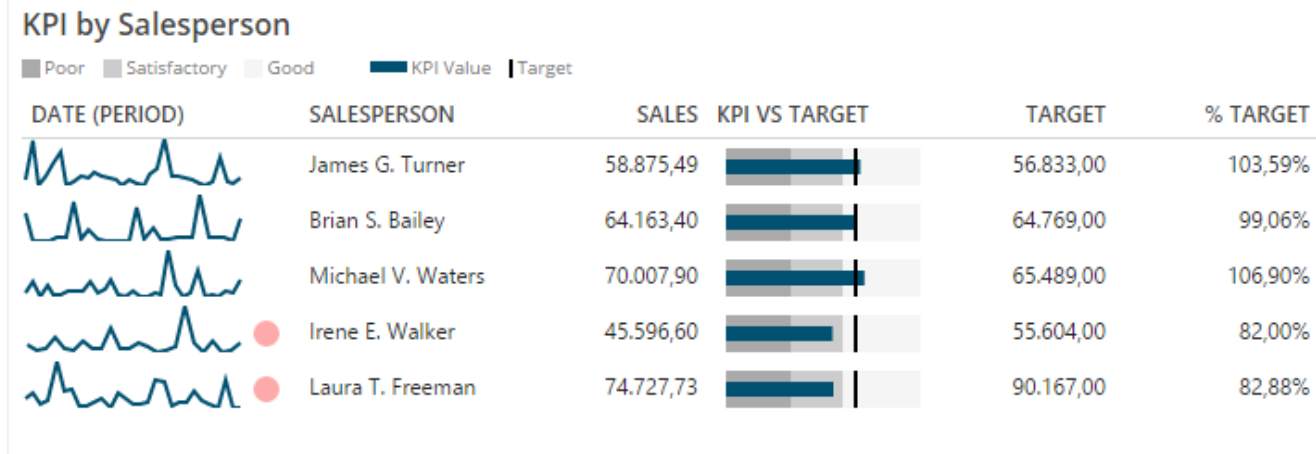 KPI by Salesperson
Poor Satisfactory Good KPI Value Target
DATE (PERIOD) SALESPERSON SALES KPI VS TARGET TARGET % TARGET
James G. Turner 58.875,49 56.833,00 103,59%
Brian S. Bailey 64.163,40 64.769,00 99,06%
Michael V. Waters 70.007,90 65.489,00 106,90%
Irene E. Walker 45.596,60 55.604,00 82,00%
Laura T. Freeman 74.727,73 90.167,00 82,88%